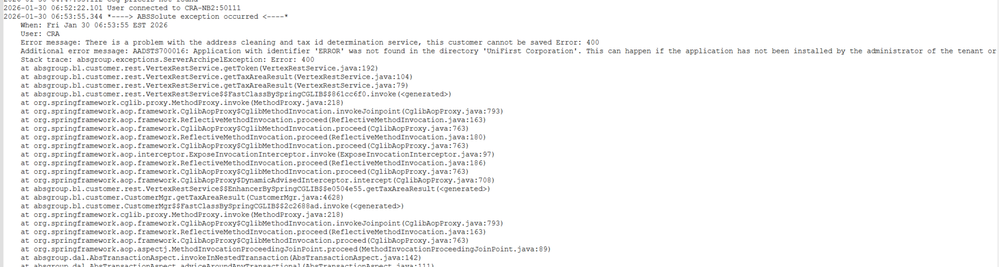 2026-01-30 04:47:53.112 csg priceID not found
2026-01-30 06:52:22.101 User connected to CRA-NB2:50111
2026-01-30 06:53:55.344 *----> ABSSolute exception occurred <----*
When: Fri Jan 30 06:53:55 EST 2026
User: CRA
Error message: There is a problem with the address cleaning and tax id determination service, this customer cannot be saved Error: 400
Additional error message: AADSTS700016: Application with identifier 'ERROR' was not found in the directory 'UniFirst Corporation'. This can happen if the application has not been installed by the administrator of the tenant or
Stack trace: absgroup.exceptions.ServerArchipelException: Error: 400
at absgroup.bl.customer.rest.VertexRestService.getToken(VertexRestService.java:192)
at absgroup.bl.customer.rest.VertexRestService.getTaxAreaResult(VertexRestService.java:104)
at absgroup.bl.customer.rest.VertexRestService.getTaxAreaResult(VertexRestService.java:79)
at absgroup.bl.customer.rest.VertexRestService$$FastClassBySpringCGLIB$$861cc6f0.invoke(<generated>)
at org.springframework.cglib.proxy.MethodProxy.invoke(MethodProxy.java:218)
at org.springframework.aop.framework.CglibAopProxy$CglibMethodInvocation.invokeJoinpoint(CglibAopProxy.java:793)
at org.springframework.aop.framework.ReflectiveMethodInvocation.proceed(ReflectiveMethodInvocation.java:163)
at org.springframework.aop.framework.CglibAopProxy$CglibMethodInvocation.proceed(CglibAopProxy.java:763)
at org.springframework.aop.framework.ReflectiveMethodInvocation.proceed(ReflectiveMethodInvocation.java:180)
at org.springframework.aop.framework.CglibAopProxy$CglibMethodInvocation.proceed(CglibAopProxy.java:763)
at org.springframework.aop.interceptor.ExposeInvocationInterceptor.invoke(ExposeInvocationInterceptor.java:97)
at org.springframework.aop.framework.ReflectiveMethodInvocation.proceed(ReflectiveMethodInvocation.java:186)
at org.springframework.aop.framework.CglibAopProxy$CglibMethodInvocation.proceed(CglibAopProxy.java:763)
at org.springframework.aop.framework.CglibAopProxy$DynamicAdvisedInterceptor.intercept(CglibAopProxy.java:708)
at absgroup.bl.customer.rest.VertexRestService$$EnhancerBySpringCGLIB$$e0504e55.getTaxAreaResult(<generated>)
at absgroup.bl.customer.CustomerMgr.getTaxAreaResult(CustomerMgr.java:4628)
at absgroup.bl.customer.CustomerMgr$$FastClassBySpringCGLIB$$2c2688ad.invoke(<generated>)
at org.springframework.cglib.proxy.MethodProxy.invoke(MethodProxy.java:218)
at org.springframework.aop.framework.CglibAopProxy$CglibMethodInvocation.invokeJoinpoint(CglibAopProxy.java:793)
at org.springframework.aop.framework.ReflectiveMethodInvocation.proceed(ReflectiveMethodInvocation.java:163)
at org.springframework.aop.framework.CglibAopProxy$CglibMethodInvocation.proceed(CglibAopProxy.java:763)
at org.springframework.aop.aspectj.MethodInvocationProceedingJoinPoint.proceed(MethodInvocationProceedingJoinPoint.java:89)
at absgroup.dal.AbsTransactionAspect.invokeInNestedTransaction(AbsTransactionAspect.java:142)
at absgroup.dal.AbsTransactionAspect.adviceAroundAnyTransactional(AbsTransactionAspect.java:111)